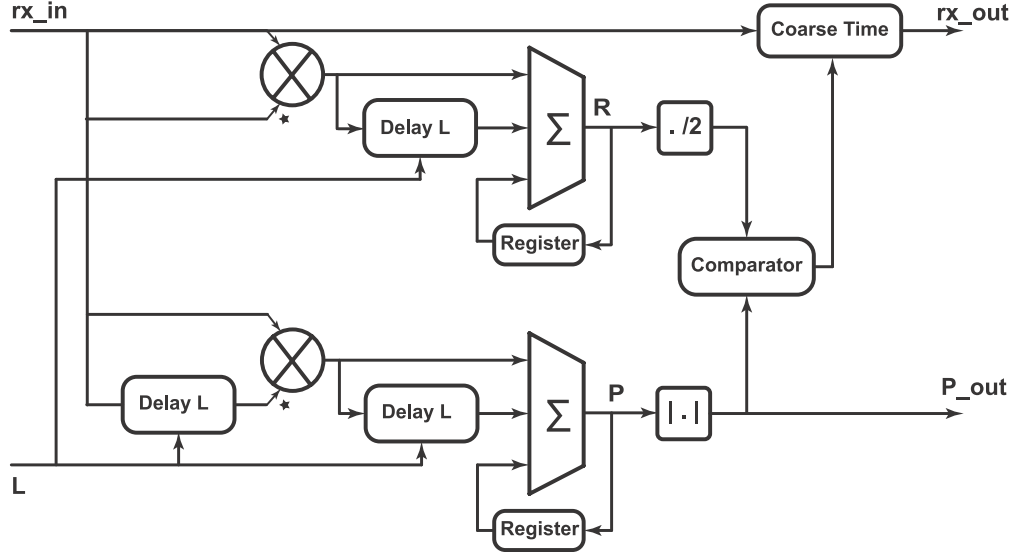 rx_in
Coarse Time
rx_out
Delay L
Σ
R
. /2
Register
Comparator
Delay L
Delay L
Σ
P
| . |
P_out
L
Register